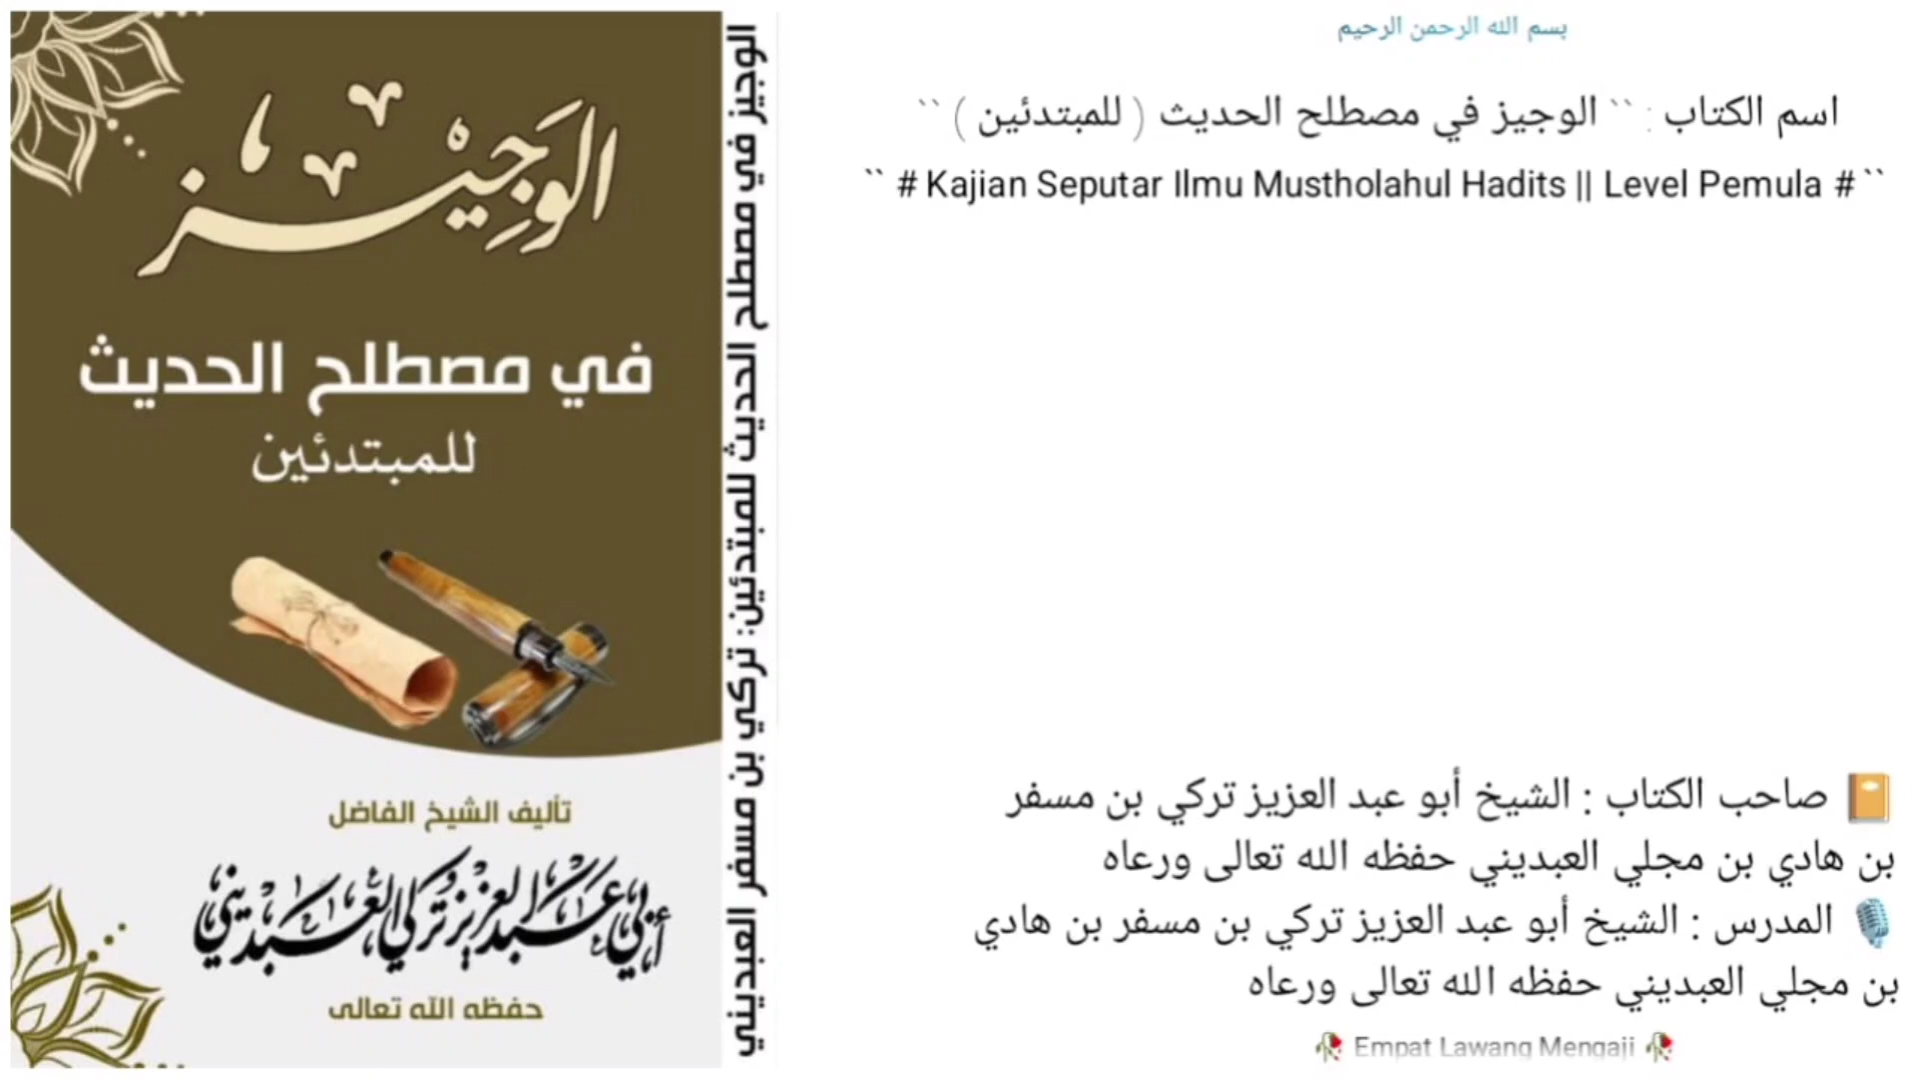 الوجيز
في مصطلح الحديث
للمبتدئين
تأليف الشيخ الفاضل
أبي عبد العزيز تركي العبديني
حفظه الله تعالى
الوجيز في مصطلح الحديث للمبتدئين: تركي بن مسفر العبديني
بسم الله الرحمن الرحيم
اسم الكتاب : `` الوجيز في مصطلح الحديث ( للمبتدئين ) ``
`` # Kajian Seputar Ilmu Mustholahul Hadits || Level Pemula # ``
📔 صاحب الكتاب : الشيخ أبو عبد العزيز تركي بن مسفر
بن هادي بن مجلي العبديني حفظه الله تعالى ورعاه
🎙️ المدرس : الشيخ أبو عبد العزيز تركي بن مسفر بن هادي
بن مجلي العبديني حفظه الله تعالى ورعاه
🥀 Empat Lawang Mengaji 🥀